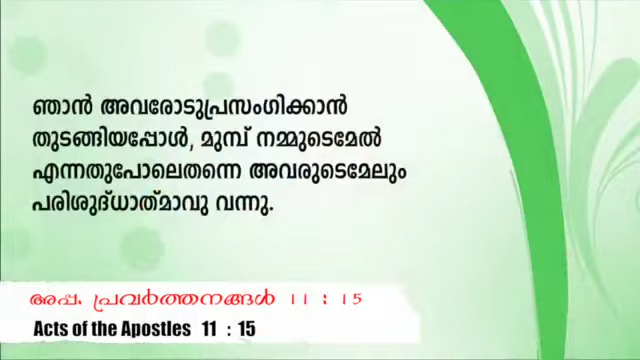 ഞാൻ അവരോടുപ്രസംഗിക്കാൻ
തുടങ്ങിയപ്പോൾ, മുമ്പ് നമ്മുടെമേൽ
എന്നതുപോലെതന്നെ അവരുടെമേലും
പരിശുദ്ധാത്മാവു വന്നു.
അപ്പ. പ്രവർത്തനങ്ങൾ 11 : 15
Acts of the Apostles 11 : 15